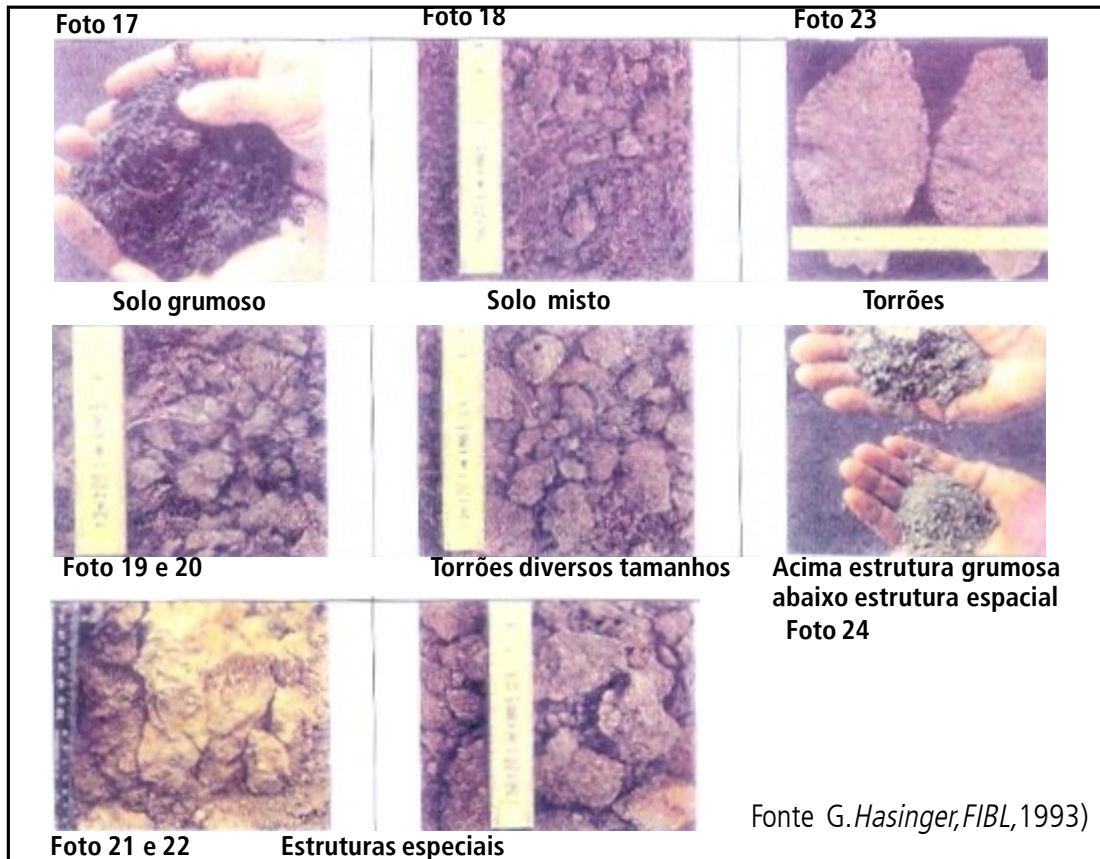 Foto 17
Foto 18
Foto 23
Solo grumoso
Solo misto
Torrões
Foto 19 e 20
Torrões diversos tamanhos
Acima estrutura grumosa
abaixo estrutura espacial
Foto 24
Foto 21 e 22
Estruturas especiais
Fonte G.Hasinger,FIBL,1993)